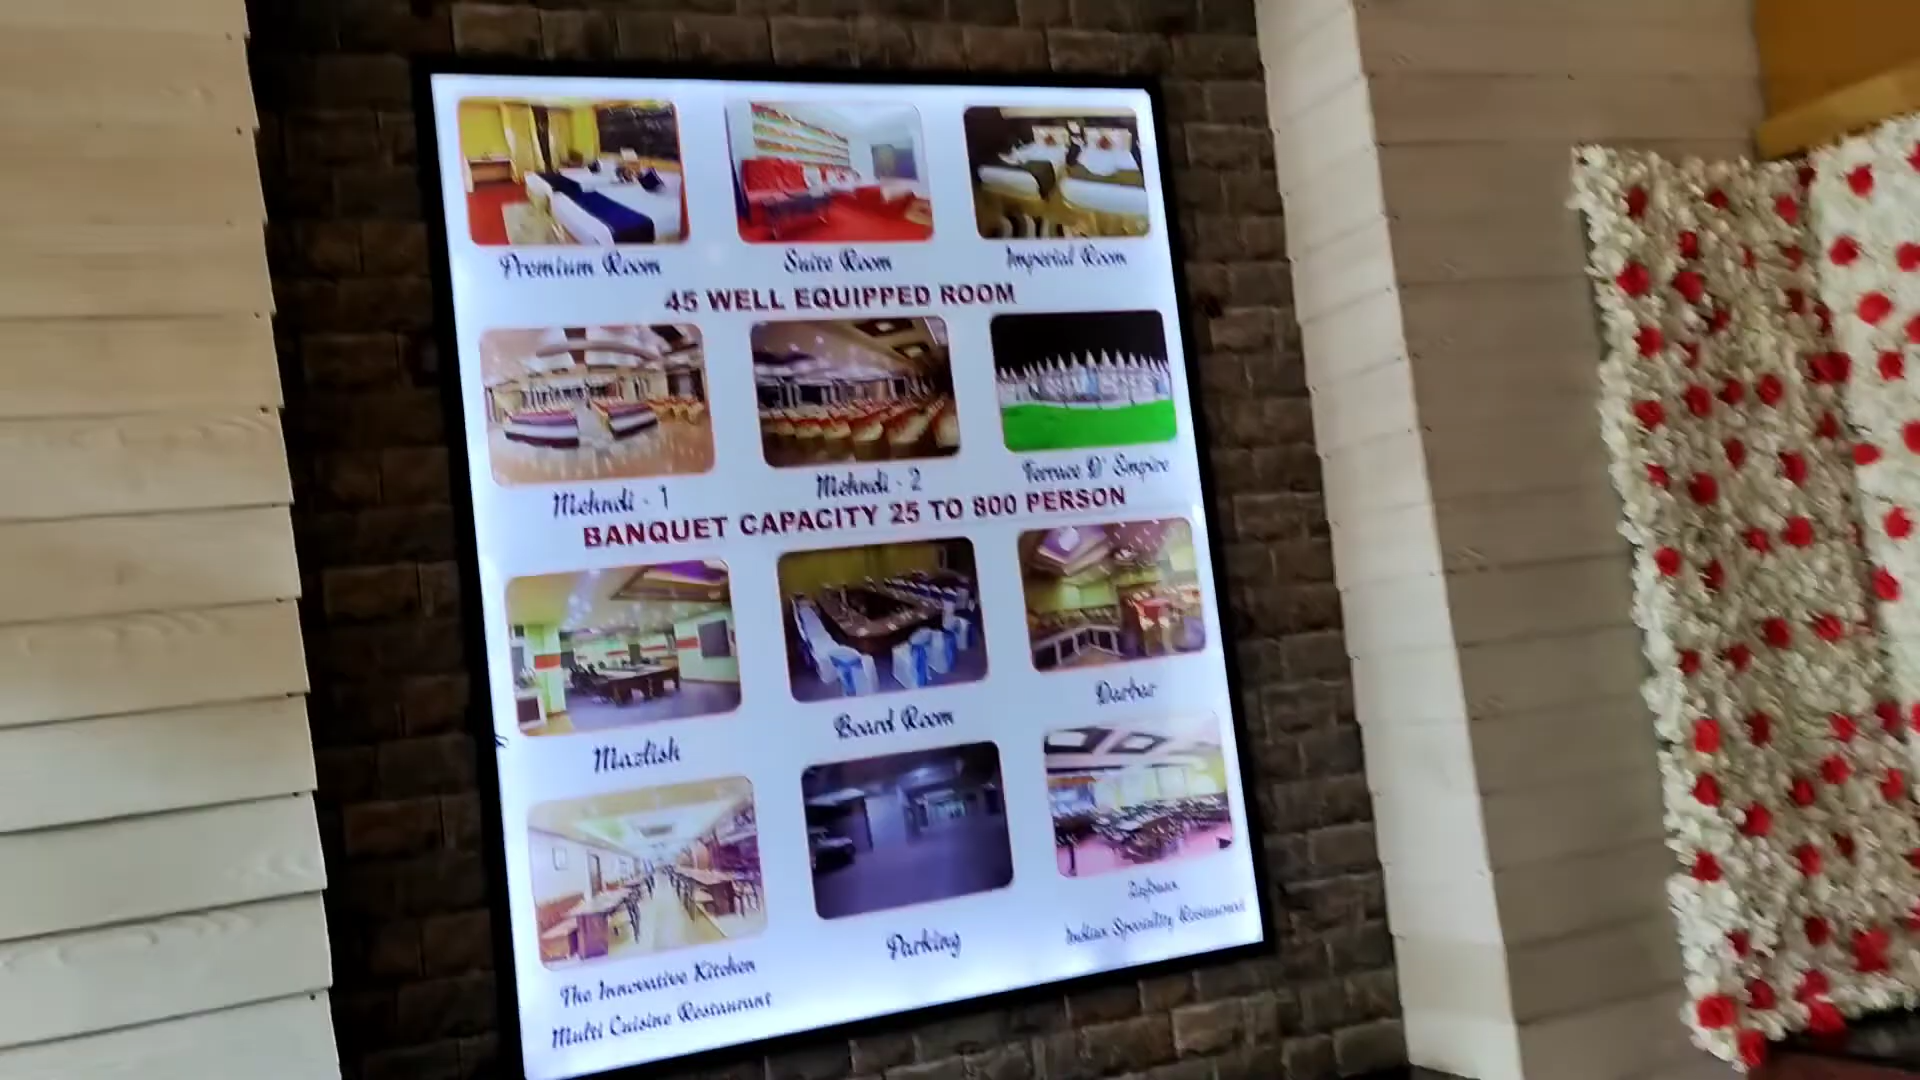 Premium Room
Suite Room
Imperial Room
45 WELL EQUIPPED ROOM
Mehndi - 1
Mehndi - 2
Terrace D' Empire
BANQUET CAPACITY 25 TO 800 PERSON
Mazlish
Board Room
Darbar
The Innovative Kitchen
Multi Cuisine Restaurant
Parking
Indian Speciality Restaurant